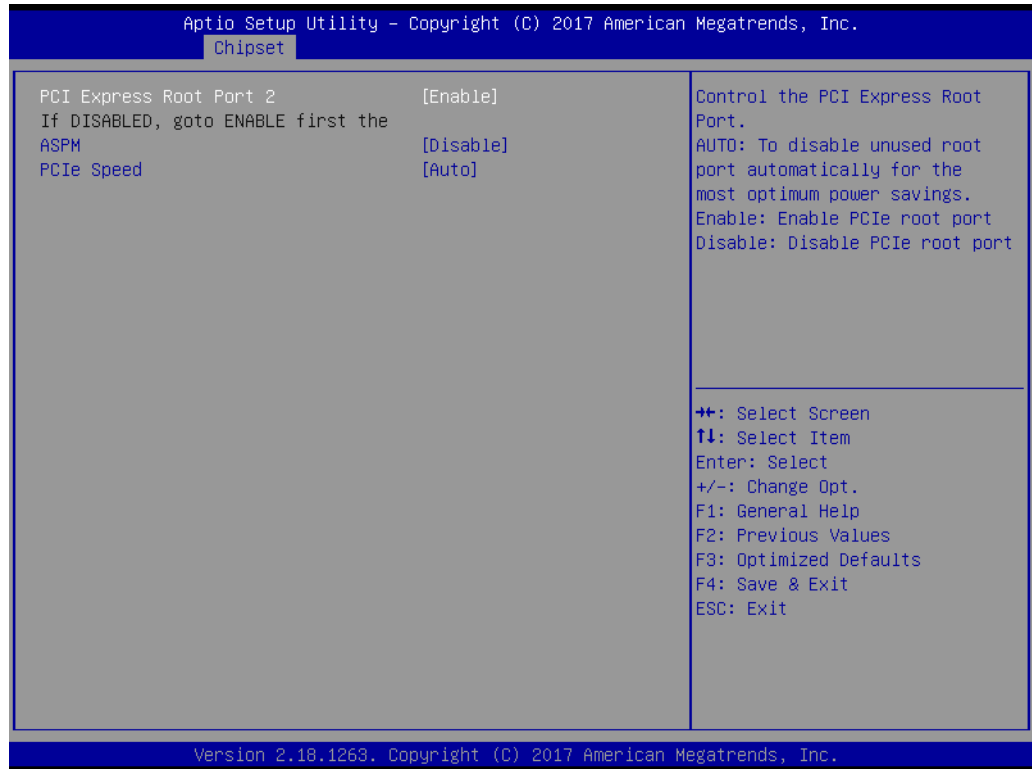 Aptio Setup Utility – Copyright (C) 2017 American Megatrends, Inc.
Chipset
PCI Express Root Port 2 [Enable]
If DISABLED, goto ENABLE first the
ASPM [Disable]
PCIe Speed [Auto]
Control the PCI Express Root
Port.
AUTO: To disable unused root
port automatically for the
most optimum power savings.
Enable: Enable PCIe root port
Disable: Disable PCIe root port
→←: Select Screen
↑↓: Select Item
Enter: Select
+/-: Change Opt.
F1: General Help
F2: Previous Values
F3: Optimized Defaults
F4: Save & Exit
ESC: Exit
Version 2.18.1263. Copyright (C) 2017 American Megatrends, Inc.